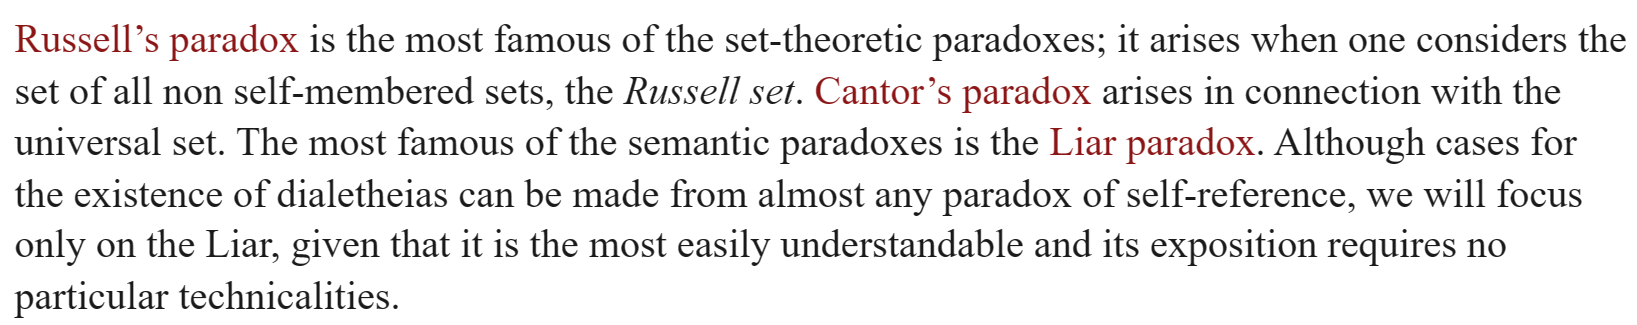 Russell’s paradox is the most famous of the set-theoretic paradoxes; it arises when one considers the
set of all non self-membered sets, the Russell set. Cantor’s paradox arises in connection with the
universal set. The most famous of the semantic paradoxes is the Liar paradox. Although cases for
the existence of dialetheias can be made from almost any paradox of self-reference, we will focus
only on the Liar, given that it is the most easily understandable and its exposition requires no
particular technicalities.